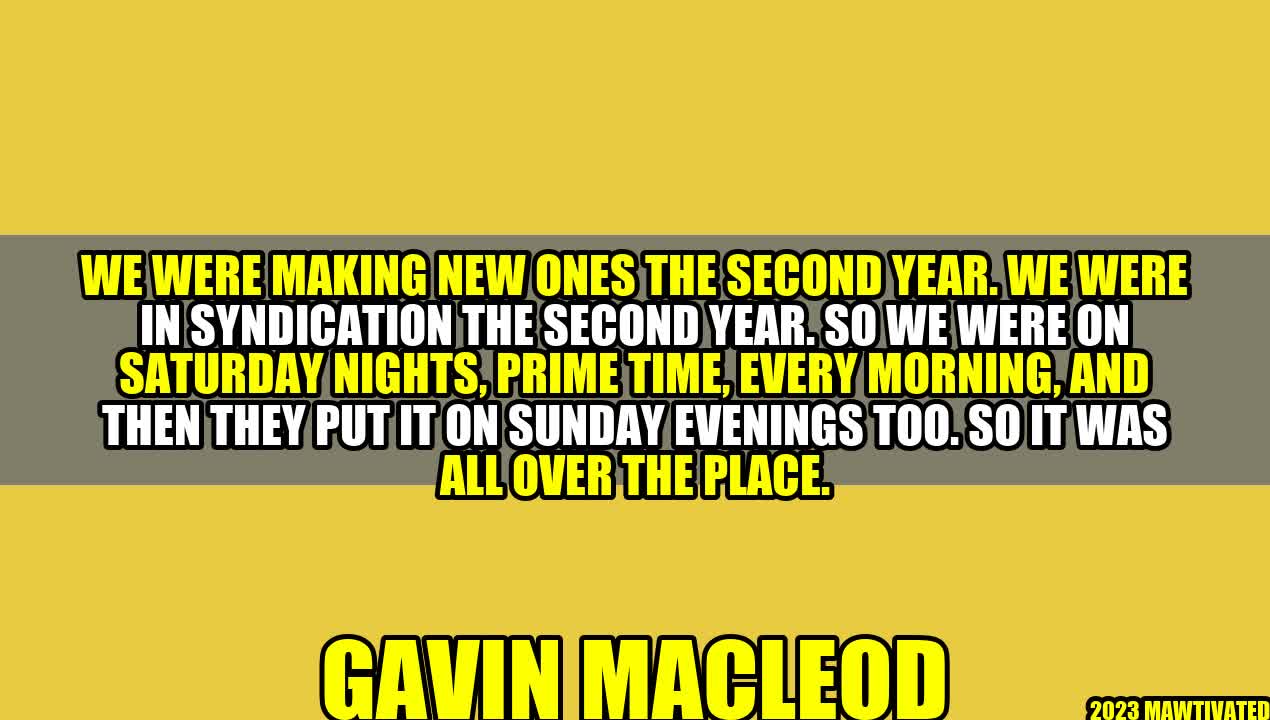 WE WERE MAKING NEW ONES THE SECOND YEAR. WE WERE
IN SYNDICATION THE SECOND YEAR. SO WE WERE ON
SATURDAY NIGHTS, PRIME TIME, EVERY MORNING, AND
THEN THEY PUT IT ON SUNDAY EVENINGS TOO. SO IT WAS
ALL OVER THE PLACE.
GAVIN MACLEOD
2023 MAWTIVATED